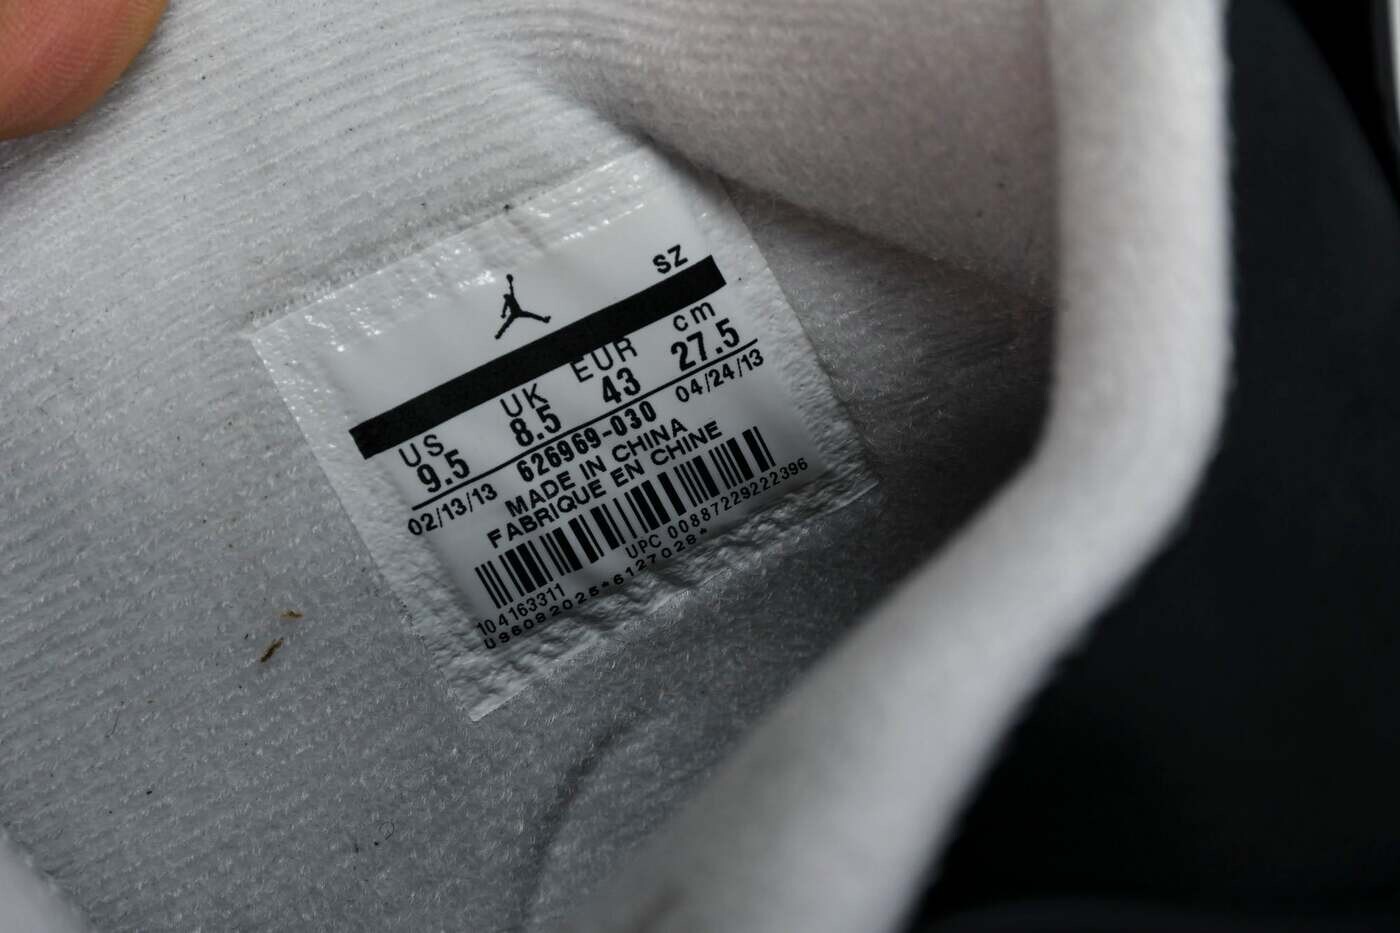 SZ
US UK EUR cm
9.5 8.5 43 27.5
02/13/13 626969-030 04/24/13
MADE IN CHINA
FABRIQUE EN CHINE
104163311 UPC 00887229222396
U96082025*6127028*